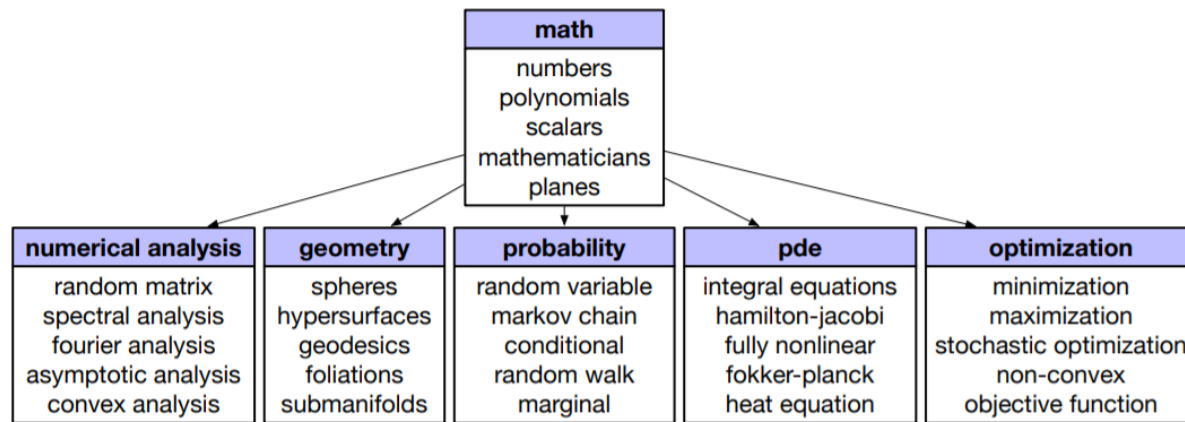 math
numbers
polynomials
scalars
mathematicians
planes
numerical analysis
random matrix
spectral analysis
fourier analysis
asymptotic analysis
convex analysis
geometry
spheres
hypersurfaces
geodesics
foliations
submanifolds
probability
random variable
markov chain
conditional
random walk
marginal
pde
integral equations
hamilton-jacobi
fully nonlinear
fokker-planck
heat equation
optimization
minimization
maximization
stochastic optimization
non-convex
objective function